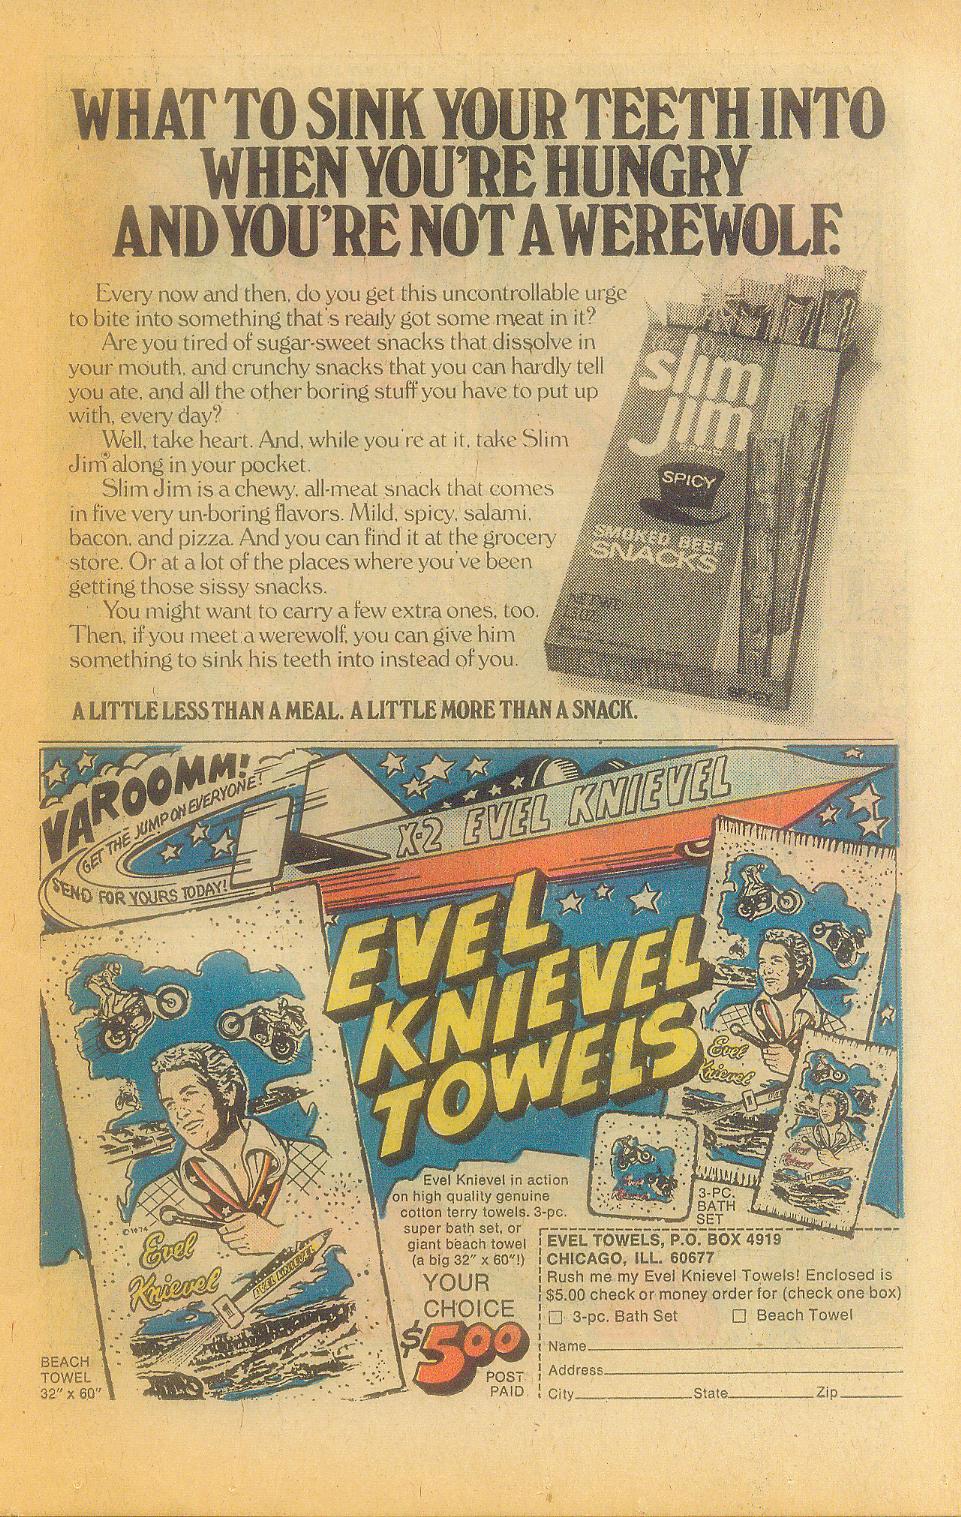 WHAT TO SINK YOUR TEETH INTO
WHEN YOU'RE HUNGRY
AND YOU'RE NOT A WEREWOLF.
Every now and then, do you get this uncontrollable urge
to bite into something that's really got some meat in it?
Are you tired of sugar-sweet snacks that dissolve in
your mouth, and crunchy snacks that you can hardly tell
you ate, and all the other boring stuff you have to put up
with, every day?
Well, take heart. And, while you're at it, take Slim
Jim® along in your pocket.
Slim Jim is a chewy, all-meat snack that comes
in five very un-boring flavors. Mild, spicy, salami,
bacon, and pizza. And you can find it at the grocery
store. Or at a lot of the places where you've been
getting those sissy snacks.
You might want to carry a few extra ones, too.
Then, if you meet a werewolf, you can give him
something to sink his teeth into instead of you.
slim
Jim
SPICY
SMOKED BEEF
SNACKS
NET WT.
SPICY
A LITTLE LESS THAN A MEAL. A LITTLE MORE THAN A SNACK.
VAROOMM!
GET THE JUMP ON EVERYONE!
SEND FOR YOURS TODAY!
X-2 EVEL KNIEVEL
EVEL
KNIEVEL
TOWELS
©1974
Evel
Knievel
EVEL KNIEVEL
Evel
Knievel
BEACH
TOWEL
32" x 60"
Evel Knievel in action
on high quality genuine
cotton terry towels. 3-pc.
super bath set, or
giant beach towel
(a big 32" x 60"!)
YOUR
CHOICE
$5.00
POST
PAID
3-PC.
BATH
SET
EVEL TOWELS, P.O. BOX 4919
CHICAGO, ILL. 60677
Rush me my Evel Knievel Towels! Enclosed is
$5.00 check or money order for (check one box)
☐ 3-pc. Bath Set ☐ Beach Towel
Name
Address
City State Zip